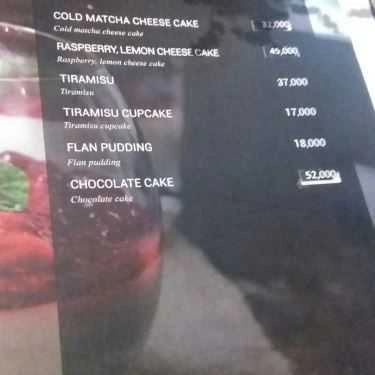 COLD MATCHA CHEESE CAKE
Cold matcha cheese cake
RASPBERRY, LEMON CHEESE CAKE 45,000
Raspberry, lemon cheese cake
TIRAMISU 37,000
Tiramisu
TIRAMISU CUPCAKE 17,000
Tiramisu cupcake
FLAN PUDDING 18,000
Flan pudding
CHOCOLATE CAKE 52,000
Chocolate cake